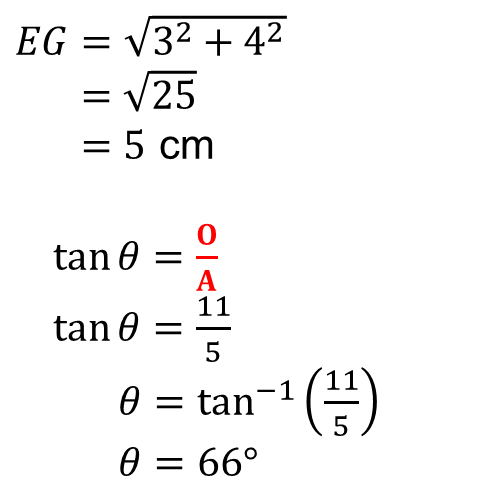 EG = √(3² + 4²)
= √25
= 5 cm
tan θ = O/A
tan θ = 11/5
θ = tan⁻¹ (11/5)
θ = 66°